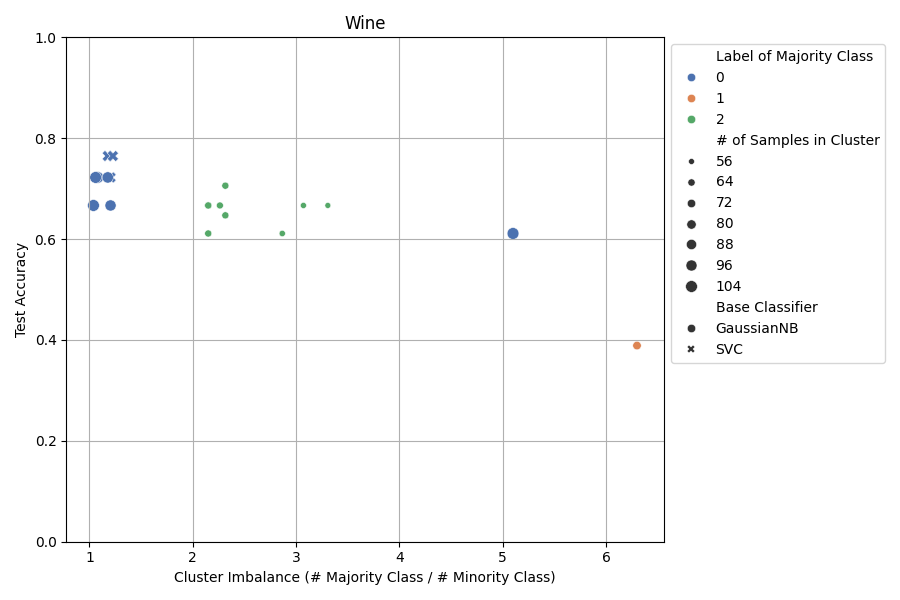 Wine
1.0
0.8
0.6
0.4
0.2
0.0
Test Accuracy
1 2 3 4 5 6
Cluster Imbalance (# Majority Class / # Minority Class)
Label of Majority Class
0
1
2
# of Samples in Cluster
56
64
72
80
88
96
104
Base Classifier
GaussianNB
SVC